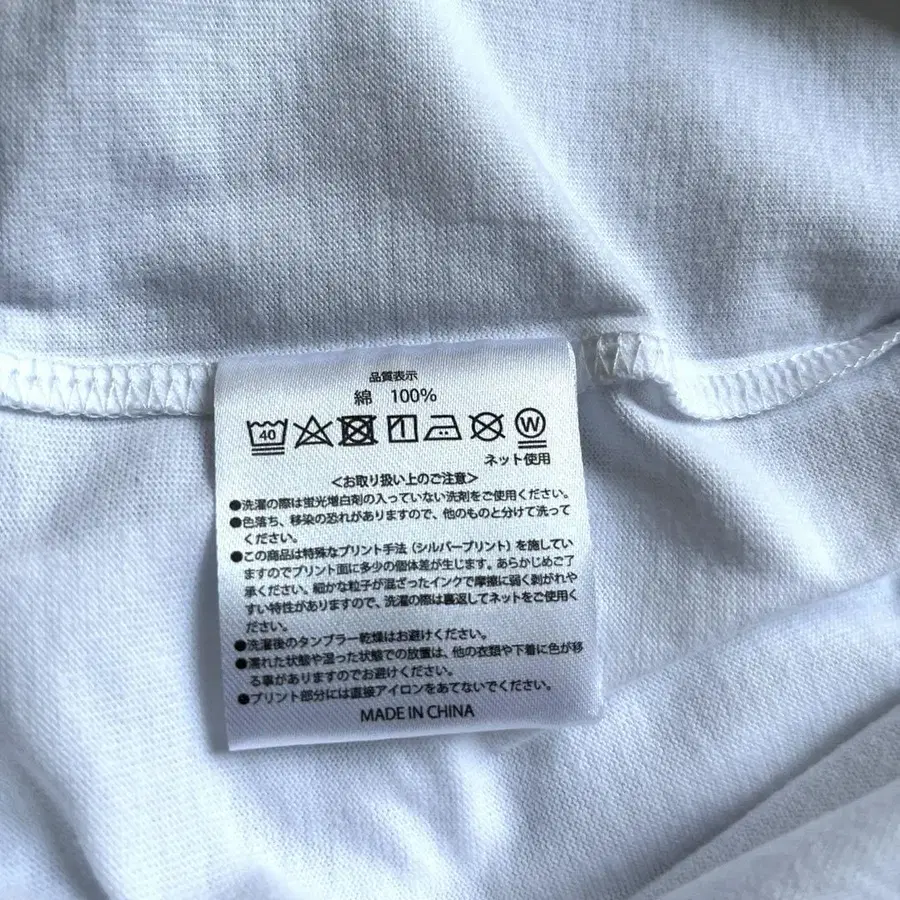 品質表示
綿 100%
40
W
ネット使用
<お取り扱い上のご注意>
●洗濯の際は蛍光増白剤の入っていない洗剤をご使用ください。
●色落ち、移染の恐れがありますので、他のものと分けて洗って
ください。
●この商品は特殊なプリント手法（シルバープリント）を施してい
ますのでプリント面に多少の個体差が生じます。あらかじめご了
承ください。細かな粒子が混ざったインクで摩擦に弱く剥がれや
すい特性がありますので、洗濯の際は裏返してネットをご使用く
ださい。
●洗濯後のタンブラー乾燥はお避けください。
●濡れた状態や湿った状態での放置は、他の衣類や下着に色が移
る事がありますのでお避けください。
●プリント部分には直接アイロンをあてないでください。
MADE IN CHINA